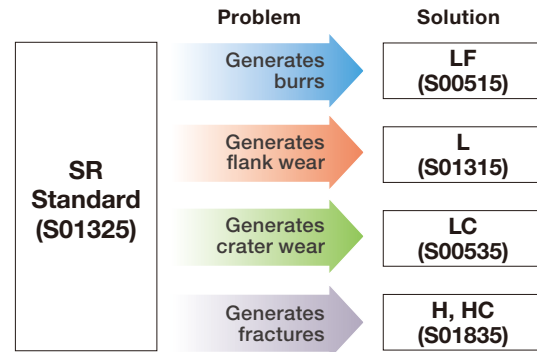 Problem
Solution
SR
Standard
(S01325)
Generates
burrs
LF
(S00515)
Generates
flank wear
L
(S01315)
Generates
crater wear
LC
(S00535)
Generates
fractures
H, HC
(S01835)